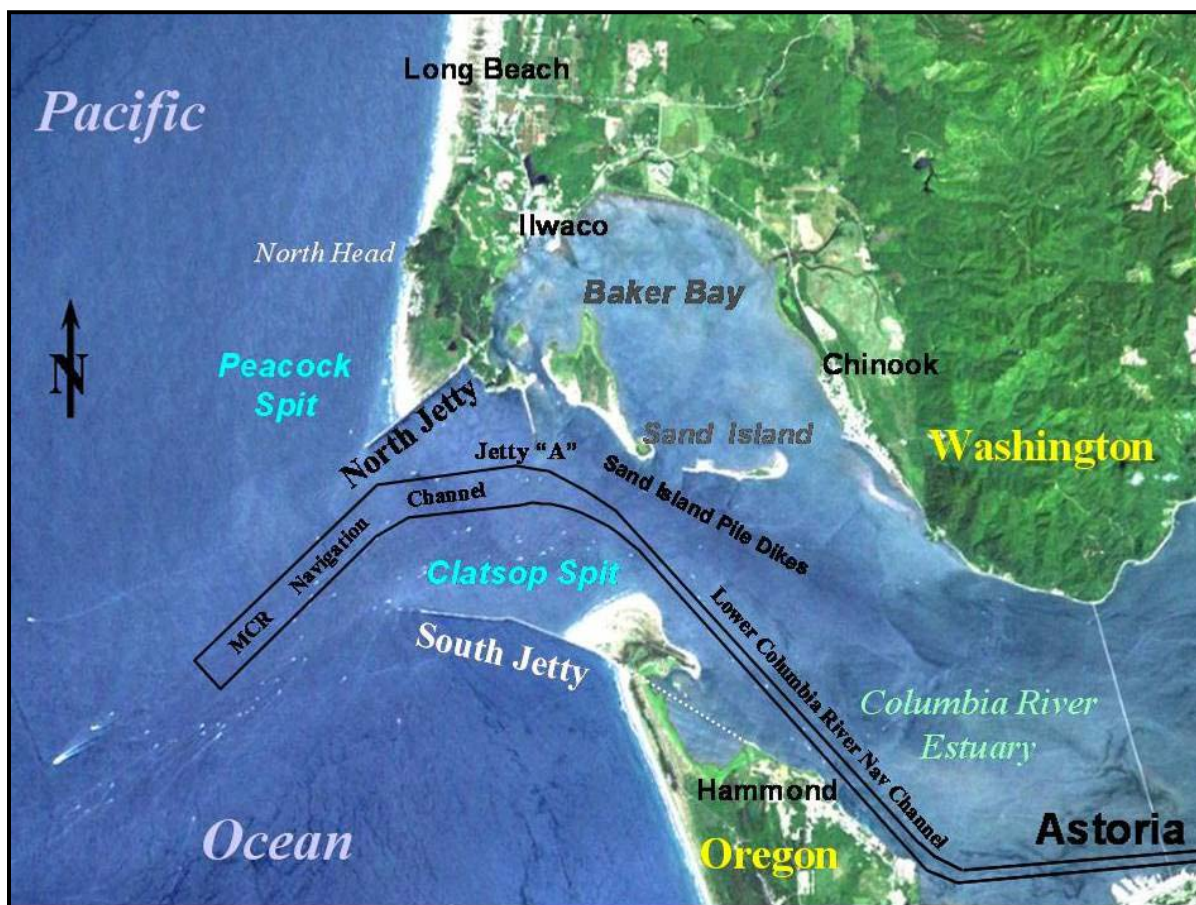 Long Beach
Pacific
Ilwaco
North Head
Baker Bay
N
Peacock
Spit
Chinook
North Jetty
Sand Island
Washington
Jetty “A”
Channel
Sand Island Pile Dikes
Navigation
MCR
Clatsop Spit
South Jetty
Lower Columbia River Nav Channel
Columbia River
Estuary
Hammond
Astoria
Ocean
Oregon